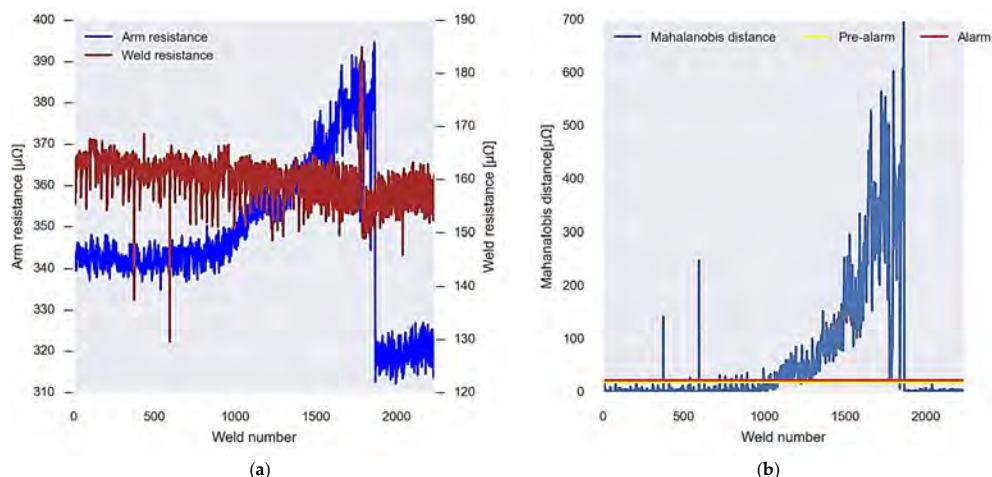 400
390
380
370
360
350
340
330
320
310
Arm resistance [μΩ]
Arm resistance
Weld resistance
190
180
170
160
150
140
130
120
Weld resistance [μΩ]
0 500 1000 1500 2000
Weld number
(a)
700
600
500
400
300
200
100
0
Mahanalobis distance[μΩ]
Mahalanobis distance Pre-alarm Alarm
0 500 1000 1500 2000
Weld number
(b)